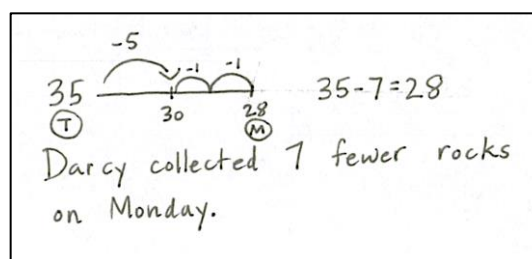 -5
-1 -1
35 30 28 35-7=28
T M
Darcy collected 7 fewer rocks
on Monday.